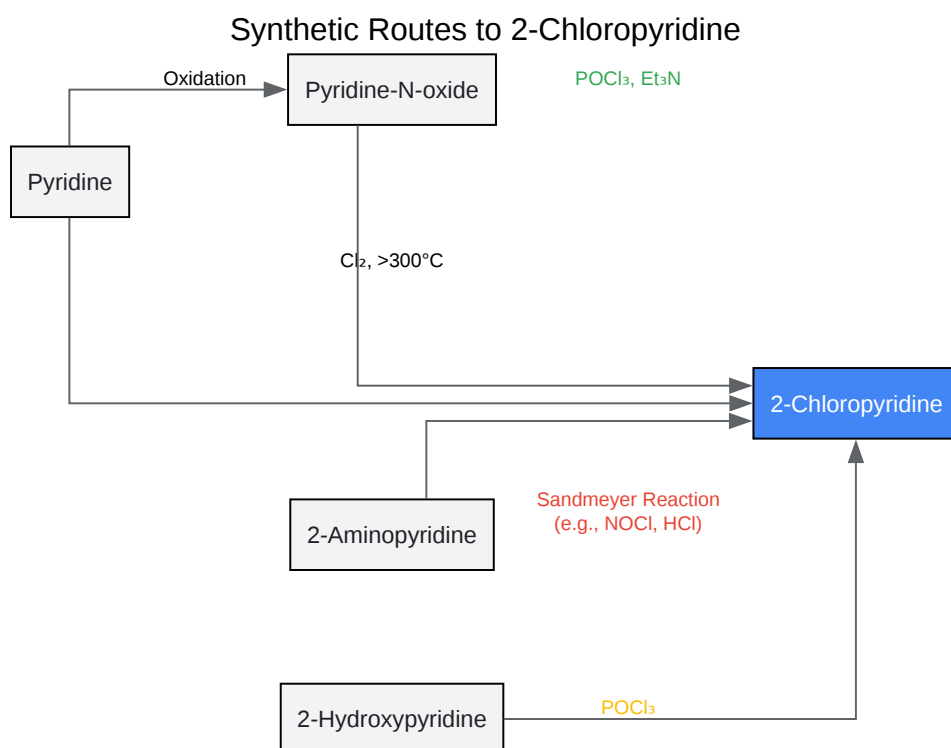 Synthetic Routes to 2-Chloropyridine
Oxidation
Pyridine-N-oxide
POCl₃, Et₃N
Pyridine
Cl₂, >300°C
2-Chloropyridine
2-Aminopyridine
Sandmeyer Reaction
(e.g., NOCl, HCl)
2-Hydroxypyridine
POCl₃